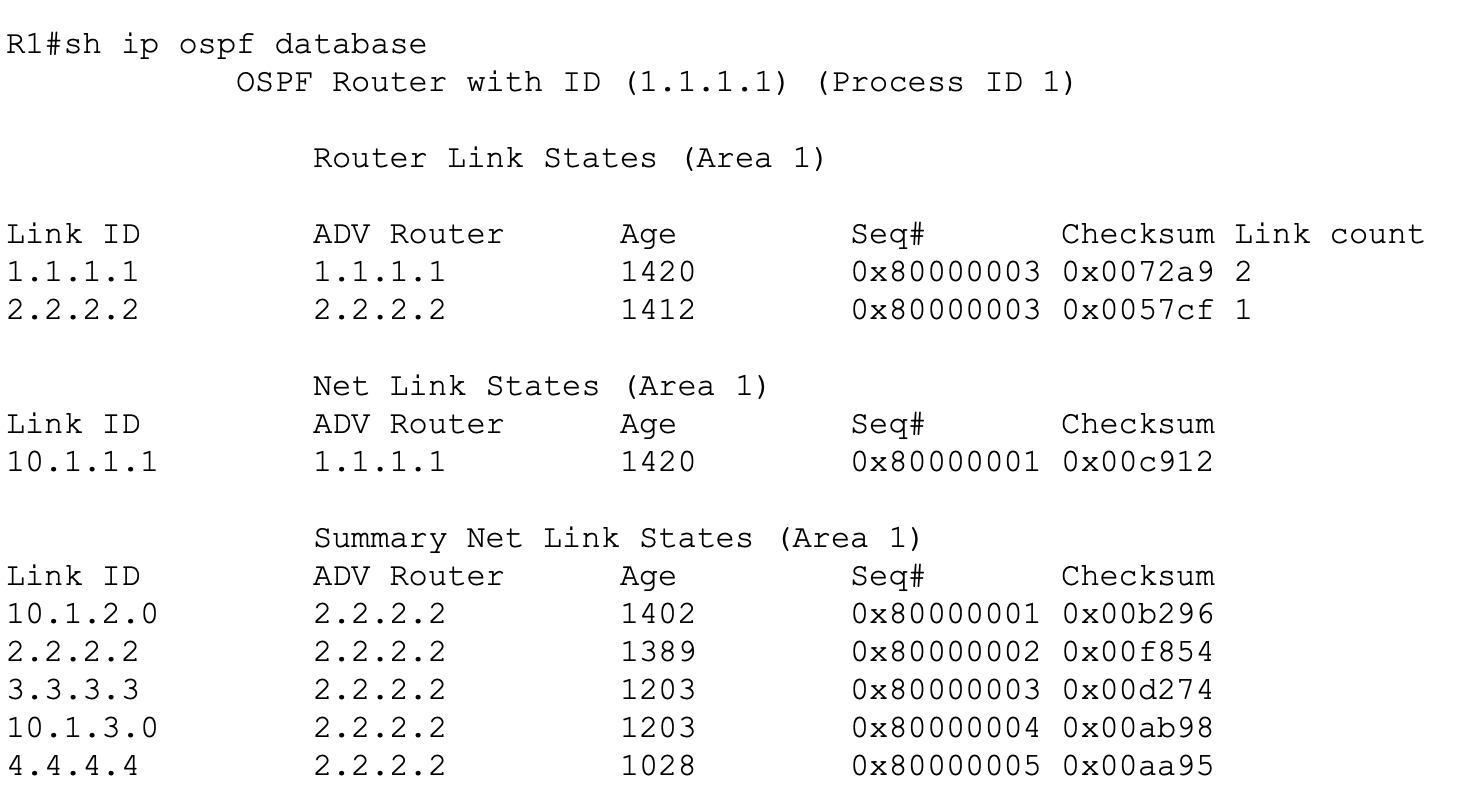 R1#sh ip ospf database
OSPF Router with ID (1.1.1.1) (Process ID 1)
Router Link States (Area 1)
Link ID ADV Router Age Seq# Checksum Link count
1.1.1.1 1.1.1.1 1420 0x80000003 0x0072a9 2
2.2.2.2 2.2.2.2 1412 0x80000003 0x0057cf 1
Net Link States (Area 1)
Link ID ADV Router Age Seq# Checksum
10.1.1.1 1.1.1.1 1420 0x80000001 0x00c912
Summary Net Link States (Area 1)
Link ID ADV Router Age Seq# Checksum
10.1.2.0 2.2.2.2 1402 0x80000001 0x00b296
2.2.2.2 2.2.2.2 1389 0x80000002 0x00f854
3.3.3.3 2.2.2.2 1203 0x80000003 0x00d274
10.1.3.0 2.2.2.2 1203 0x80000004 0x00ab98
4.4.4.4 2.2.2.2 1028 0x80000005 0x00aa95